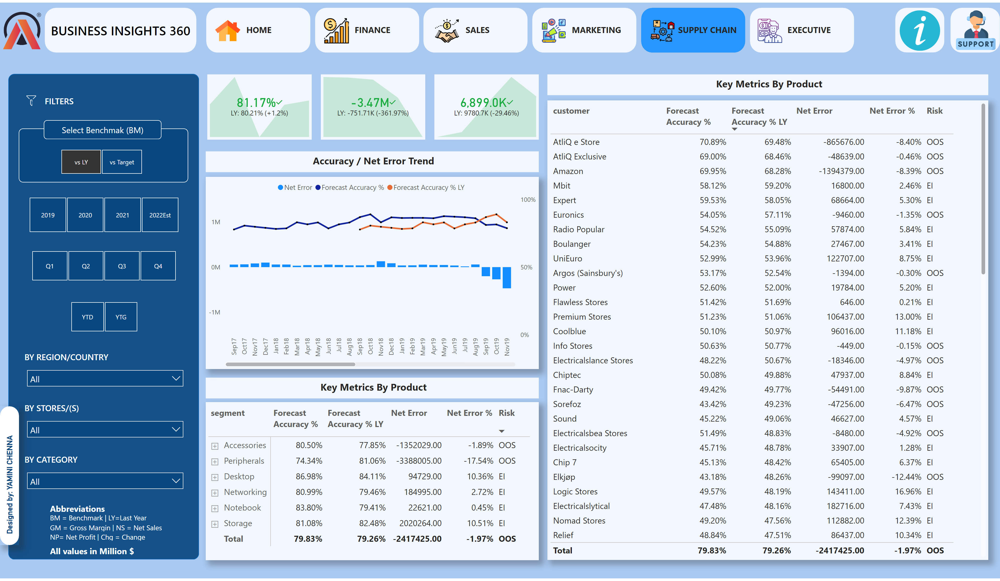 ®
BUSINESS INSIGHTS 360
HOME
FINANCE
SALES
MARKETING
SUPPLY CHAIN
EXECUTIVE
i
SUPPORT
FILTERS
Select Benchmak (BM)
vs LY
vs Target
2019
2020
2021
2022Est
Q1
Q2
Q3
Q4
YTD
YTG
BY REGION/COUNTRY
All
BY STORES/(S)
All
BY CATEGORY
All
Abbreviations
BM = Benchmark | LY=Last Year
GM = Gross Margin | NS = Net Sales
NP= Net Profit | Chg = Change
All values in Million $
Designed by: YAMINI CHENNA
81.17%
LY: 80.21% (+1.2%)
-3.47M
LY: -751.71K (-361.97%)
6,899.0K
LY: 9780.7K (-29.46%)
Accuracy / Net Error Trend
Net Error Forecast Accuracy % Forecast Accuracy % LY
1M
0M
-1M
100%
50%
0%
Sep17
Oct17
Nov17
Dec17
Jan18
Feb18
Mar18
Apr18
May18
Jun18
Jul18
Aug18
Sep18
Oct18
Nov18
Dec18
Jan19
Feb19
Mar19
Apr19
May19
Jun19
Jul19
Aug19
Sep19
Oct19
Nov19
Key Metrics By Product
segment Forecast Accuracy % Forecast Accuracy % LY Net Error Net Error % Risk
Accessories 80.50% 77.85% -1352029.00 -1.89% OOS
Peripherals 74.34% 81.06% -3388005.00 -17.54% OOS
Desktop 86.98% 84.11% 94729.00 10.36% EI
Networking 80.99% 79.46% 184995.00 2.72% EI
Notebook 83.80% 79.41% 22621.00 0.45% EI
Storage 81.08% 82.48% 2020264.00 10.51% EI
Total 79.83% 79.26% -2417425.00 -1.97% OOS
Key Metrics By Product
customer Forecast Accuracy % Forecast Accuracy % LY Net Error Net Error % Risk
AtliQ e Store 70.89% 69.48% -865676.00 -8.40% OOS
AtliQ Exclusive 69.00% 68.46% -48639.00 -0.46% OOS
Amazon 69.95% 68.28% -1394379.00 -8.39% OOS
Mbit 58.12% 59.20% 16800.00 2.46% EI
Expert 59.53% 58.05% 68664.00 5.30% EI
Euronics 54.05% 57.11% -9460.00 -1.35% OOS
Radio Popular 54.52% 55.09% 57874.00 5.84% EI
Boulanger 54.23% 54.88% 27467.00 3.41% EI
UniEuro 52.99% 53.96% 122707.00 8.75% EI
Argos (Sainsbury's) 53.17% 52.54% -1394.00 -0.30% OOS
Power 52.60% 52.00% 19784.00 5.20% EI
Flawless Stores 51.42% 51.69% 646.00 0.21% EI
Premium Stores 51.23% 51.06% 106437.00 13.00% EI
Coolblue 50.10% 50.97% 96016.00 11.18% EI
Info Stores 50.63% 50.77% -449.00 -0.15% OOS
Electricalslance Stores 48.22% 50.67% -18346.00 -4.97% OOS
Chiptec 50.08% 49.88% 47937.00 8.84% EI
Fnac-Darty 49.42% 49.77% -54491.00 -9.87% OOS
Sorefoz 43.42% 49.23% -47256.00 -6.47% OOS
Sound 45.22% 49.06% 46627.00 4.57% EI
Electricalsbea Stores 51.49% 48.83% -8480.00 -4.92% OOS
Electricalsocity 45.71% 48.78% 33907.00 1.28% EI
Chip 7 45.13% 48.42% 65405.00 6.37% EI
Elkjøp 43.18% 48.26% -99097.00 -12.44% OOS
Logic Stores 49.57% 48.19% 143411.00 16.96% EI
Electricalslytical 47.48% 48.16% 182716.00 7.43% EI
Nomad Stores 49.20% 47.56% 112882.00 12.39% EI
Relief 48.84% 47.51% 86437.00 10.34% EI
Total 79.83% 79.26% -2417425.00 -1.97% OOS